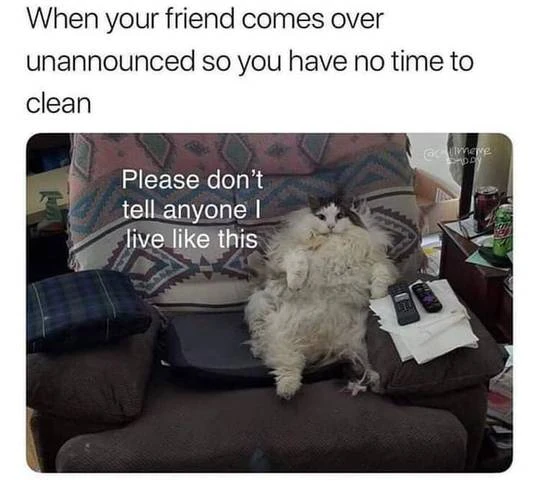 When your friend comes over
unannounced so you have no time to
clean
Please don't
tell anyone I
live like this